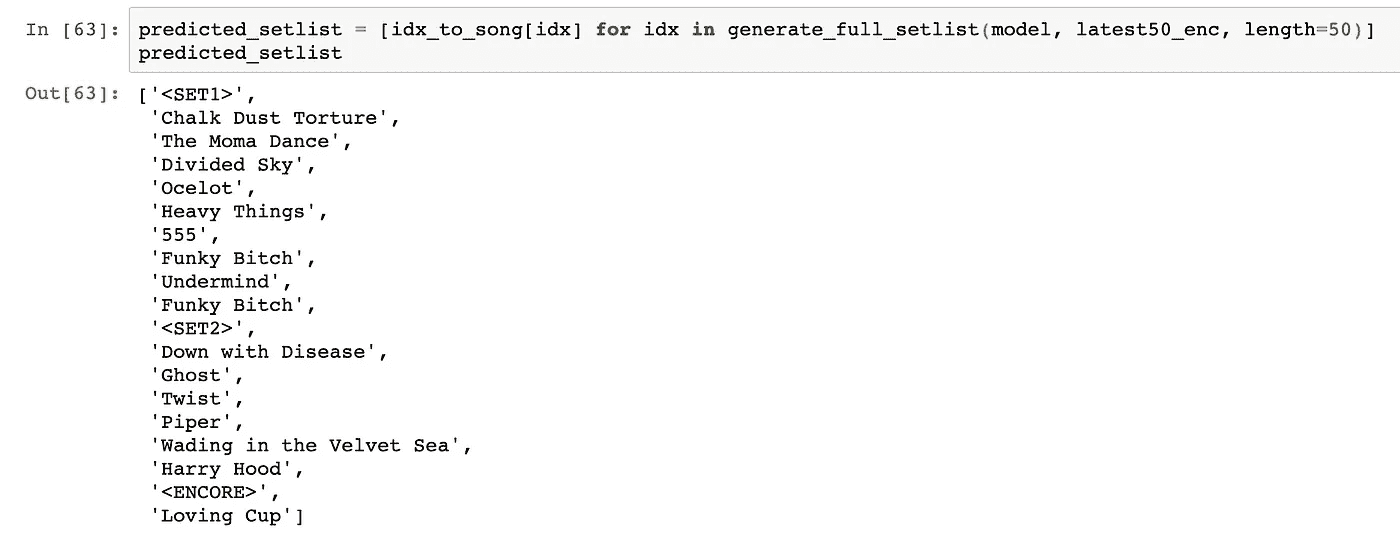 In [63]: predicted_setlist = [idx_to_song[idx] for idx in generate_full_setlist(model, latest50_enc, length=50)]
predicted_setlist
Out[63]: ['<SET1>',
'Chalk Dust Torture',
'The Moma Dance',
'Divided Sky',
'Ocelot',
'Heavy Things',
'555',
'Funky Bitch',
'Undermind',
'Funky Bitch',
'<SET2>',
'Down with Disease',
'Ghost',
'Twist',
'Piper',
'Wading in the Velvet Sea',
'Harry Hood',
'<ENCORE>',
'Loving Cup']